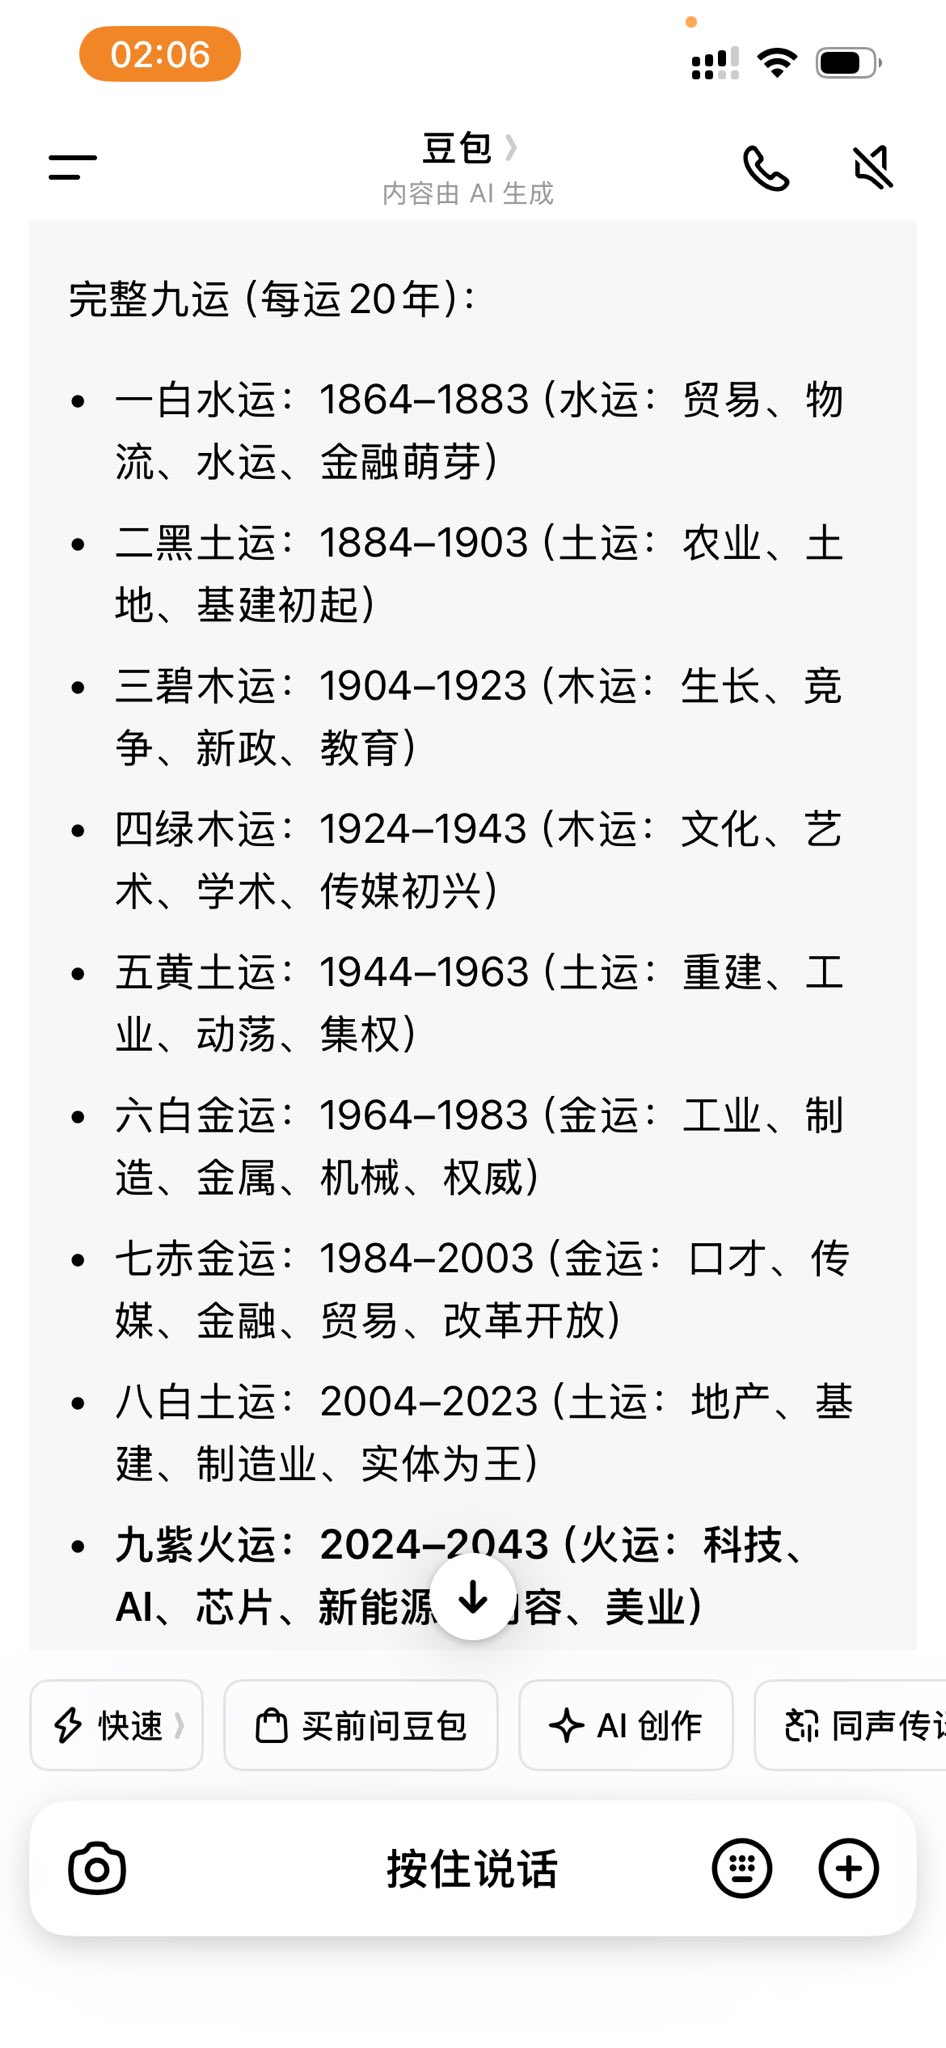 02:06
豆包
内容由 AI 生成
完整九运（每运20年）：
• 一白水运：1864–1883（水运：贸易、物
流、水运、金融萌芽）
• 二黑土运：1884–1903（土运：农业、土
地、基建初起）
• 三碧木运：1904–1923（木运：生长、竞
争、新政、教育）
• 四绿木运：1924–1943（木运：文化、艺
术、学术、传媒初兴）
• 五黄土运：1944–1963（土运：重建、工
业、动荡、集权）
• 六白金运：1964–1983（金运：工业、制
造、金属、机械、权威）
• 七赤金运：1984–2003（金运：口才、传
媒、金融、贸易、改革开放）
• 八白土运：2004–2023（土运：地产、基
建、制造业、实体为王）
• 九紫火运：2024–2043（火运：科技、
AI、芯片、新能源 容、美业）
快速 买前问豆包 AI 创作 同声传
按住说话